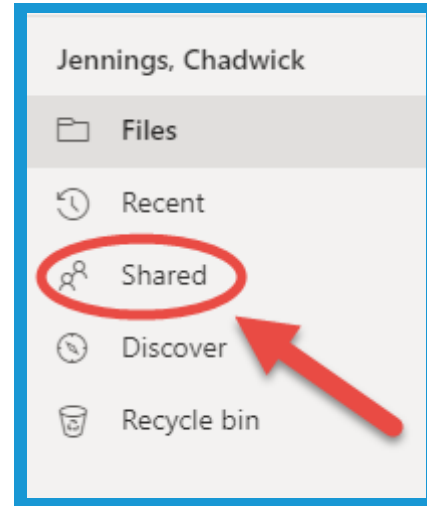 Jennings, Chadwick
Files
Recent
Shared
Discover
Recycle bin